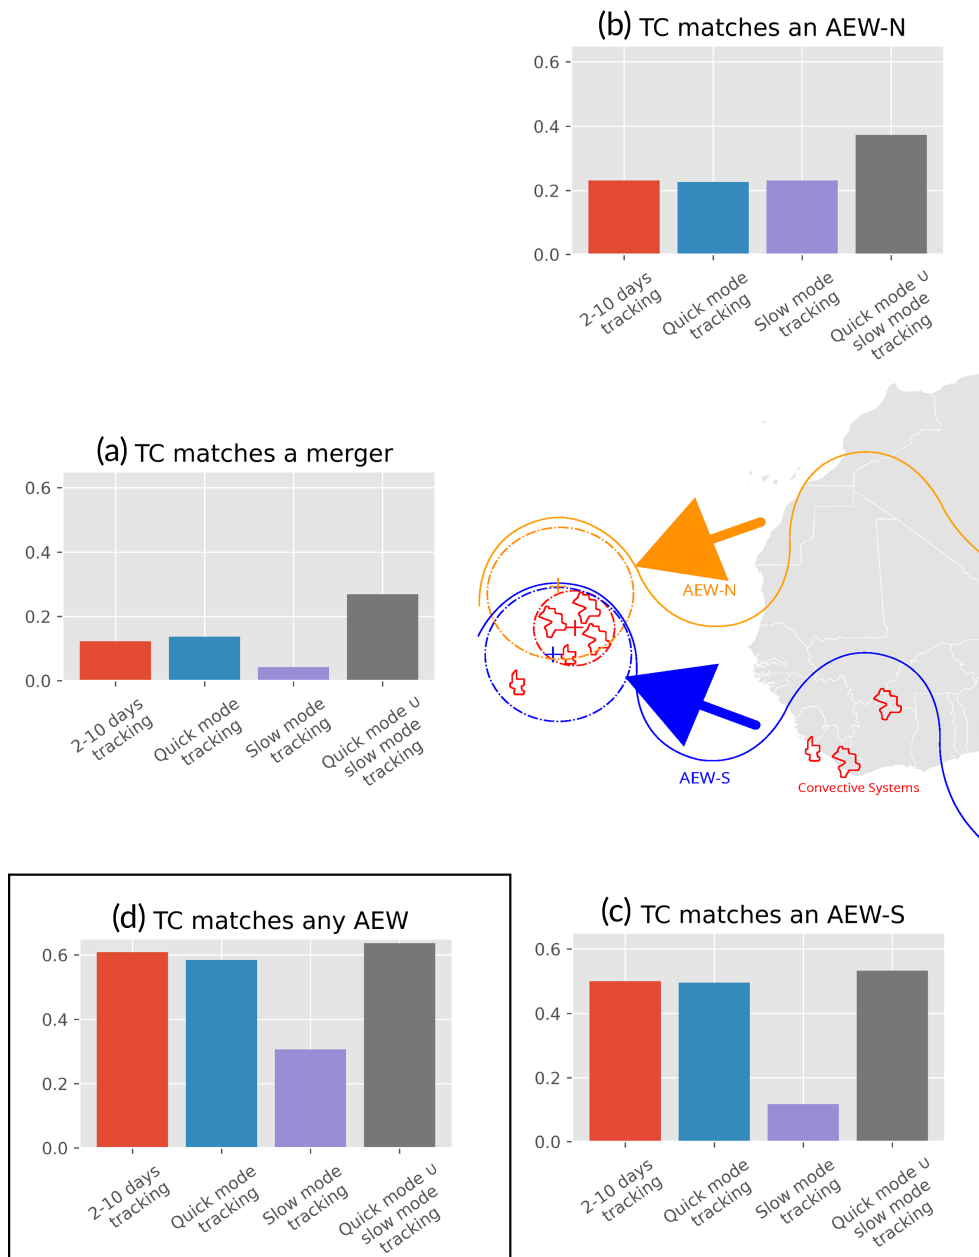 (b) TC matches an AEW-N
0.6
0.4
0.2
0.0
2-10 days
tracking
Quick mode
tracking
Slow mode
tracking
Quick mode ∪
slow mode
tracking
(a) TC matches a merger
0.6
0.4
0.2
0.0
2-10 days
tracking
Quick mode
tracking
Slow mode
tracking
Quick mode ∪
slow mode
tracking
AEW-N
AEW-S
Convective Systems
(d) TC matches any AEW
0.6
0.4
0.2
0.0
2-10 days
tracking
Quick mode
tracking
Slow mode
tracking
Quick mode ∪
slow mode
tracking
(c) TC matches an AEW-S
0.6
0.4
0.2
0.0
2-10 days
tracking
Quick mode
tracking
Slow mode
tracking
Quick mode ∪
slow mode
tracking